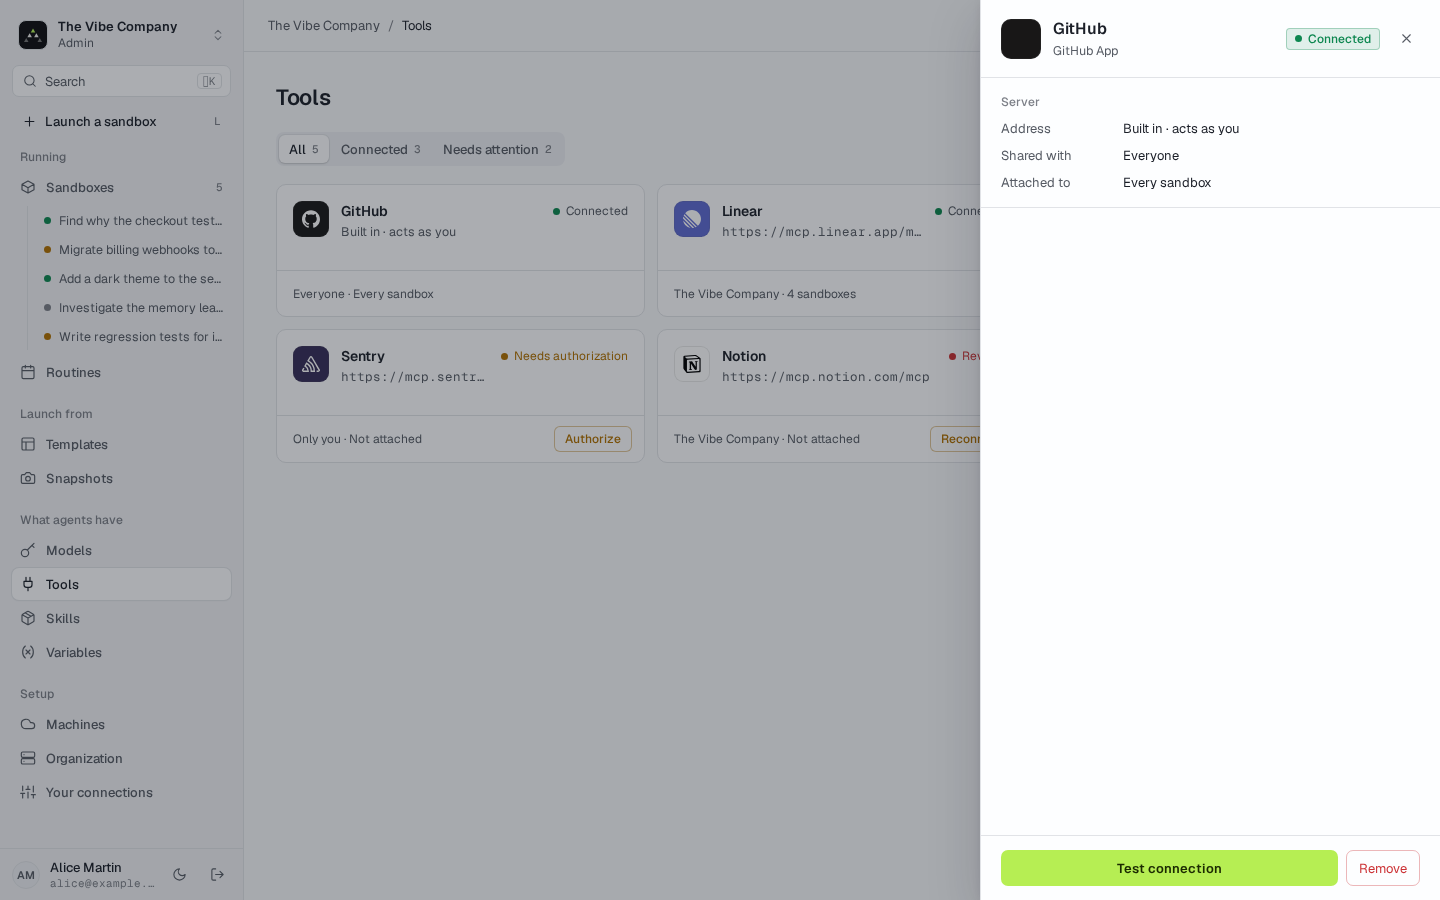 The Vibe Company
Admin
Search
K
Launch a sandbox
L
Running
Sandboxes
5
Find why the checkout test…
Migrate billing webhooks to…
Add a dark theme to the se…
Investigate the memory lea…
Write regression tests for i…
Routines
Launch from
Templates
Snapshots
What agents have
Models
Tools
Skills
Variables
Setup
Machines
Organization
Your connections
AM
Alice Martin
alice@example.…
The Vibe Company / Tools
Tools
All 5
Connected 3
Needs attention 2
GitHub
Connected
Built in · acts as you
Everyone · Every sandbox
Linear
Conne
https://mcp.linear.app/m…
The Vibe Company · 4 sandboxes
Sentry
Needs authorization
https://mcp.sentr…
Only you · Not attached
Authorize
Notion
Rev
https://mcp.notion.com/mcp
The Vibe Company · Not attached
Reconn
GitHub
GitHub App
Connected
Server
Address Built in · acts as you
Shared with Everyone
Attached to Every sandbox
Test connection
Remove